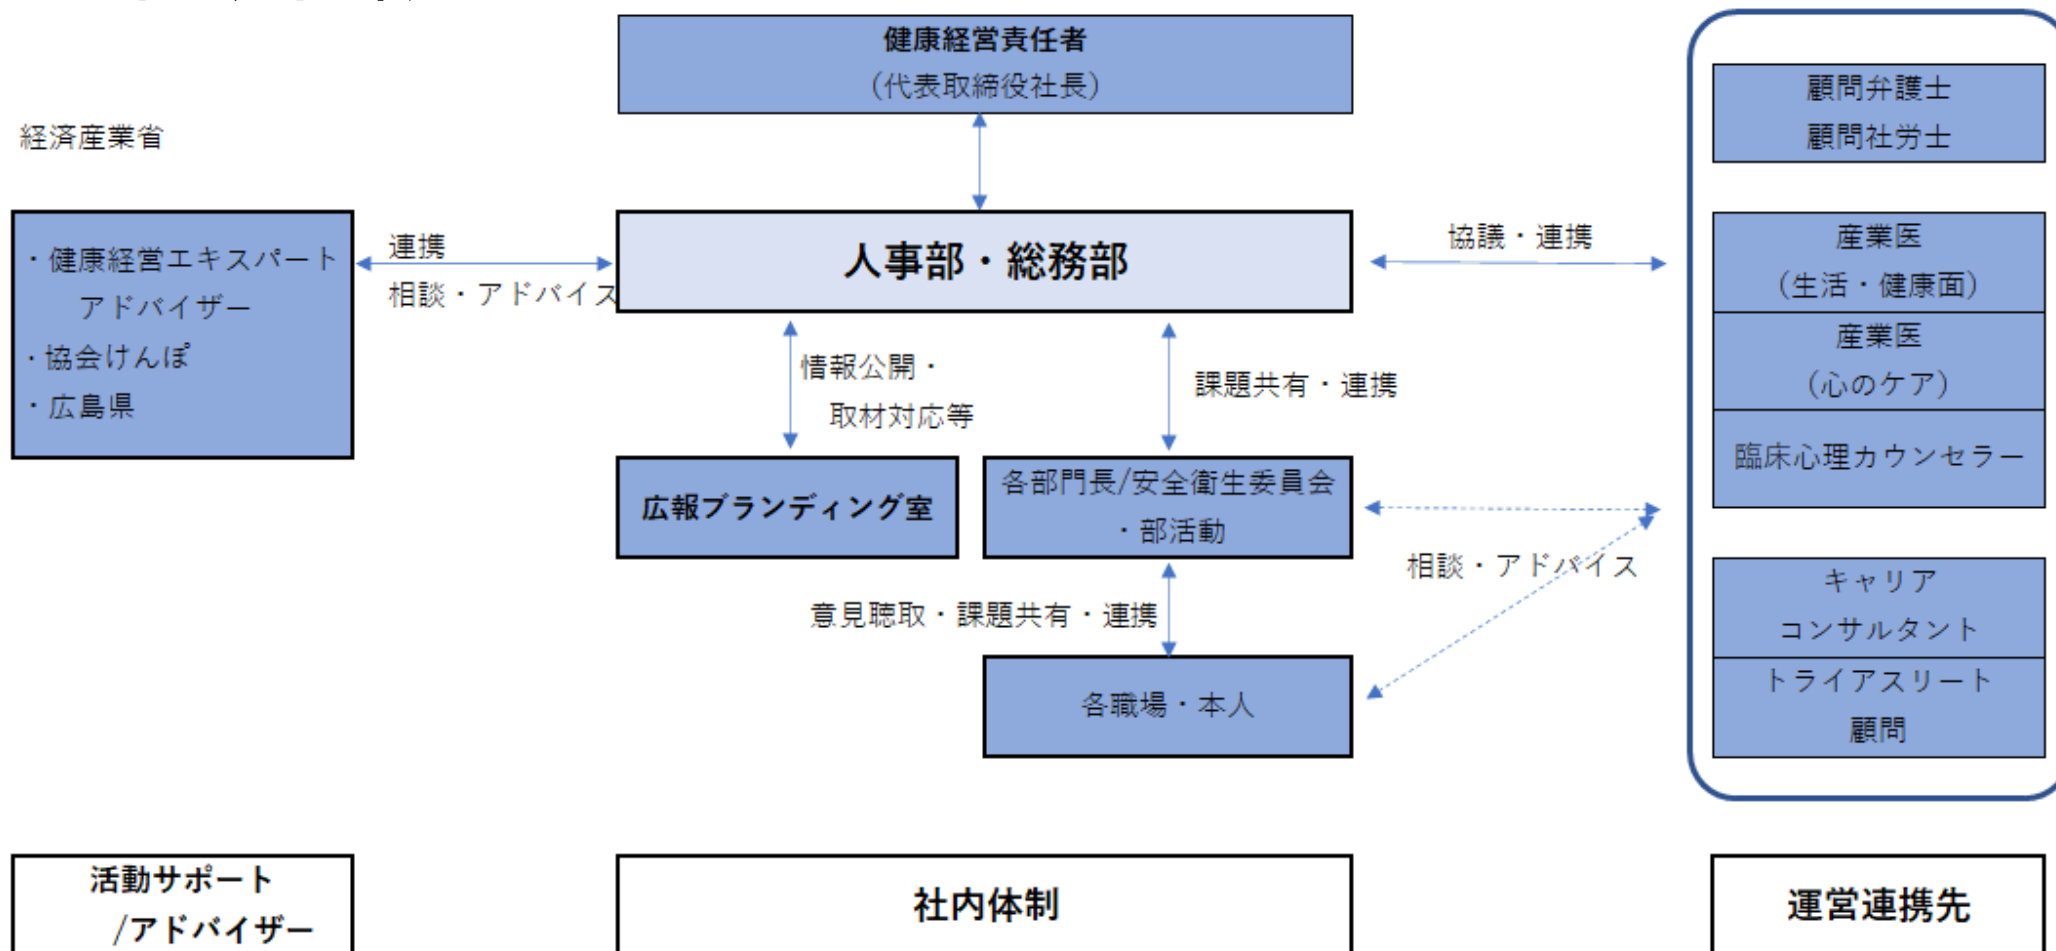 健康経営責任者
(代表取締役社長)
経済産業省
・健康経営エキスパート
アドバイザー
・協会けんぽ
・広島県
連携
相談・アドバイス
人事部・総務部
協議・連携
情報公開・
取材対応等
課題共有・連携
広報ブランディング室
各部門長/安全衛生委員会
・部活動
相談・アドバイス
意見聴取・課題共有・連携
各職場・本人
顧問弁護士
顧問社労士
産業医
(生活・健康面)
産業医
(心のケア)
臨床心理カウンセラー
キャリア
コンサルタント
トライアスリート
顧問
活動サポート
/アドバイザー
社内体制
運営連携先